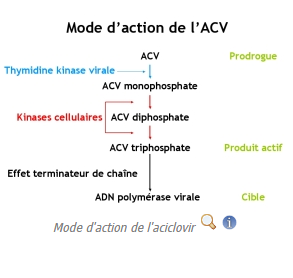 Mode d'action de l'ACV
ACV Prodrogue
Thymidine kinase virale
ACV monophosphate
Kinases cellulaires ACV diphosphate
ACV triphosphate Produit actif
Effet terminateur de chaîne
ADN polymérase virale Cible
Mode d'action de l'aciclovir